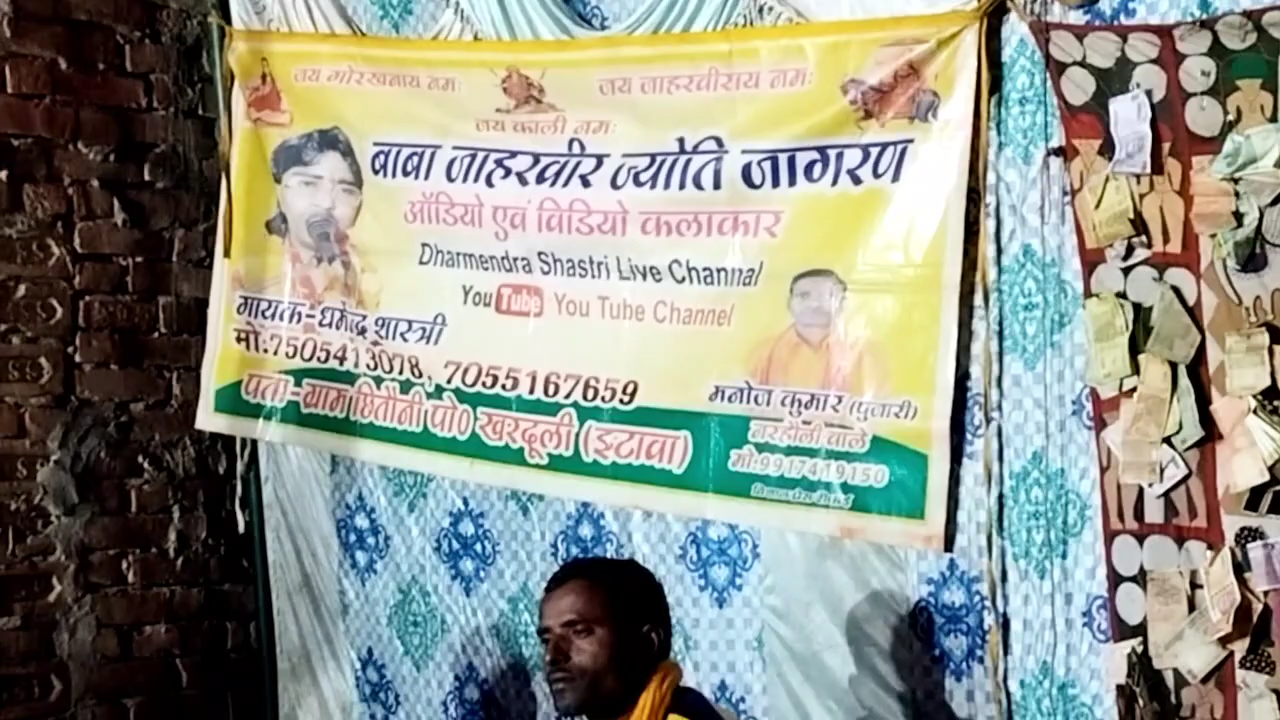 जय गोरखनाथ नमः
जय जाहरवीराय नमः
जय काली नमः
बाबा जाहरवीर ज्योति जागरण
ऑडियो एवं विडियो कलाकार
Dharmendra Shastri Live Channal
YouTube You Tube Channel
गायक-धर्मेन्द्र शास्त्री
मो:7505413078, 7055167659
पता-ग्राम छितौनी पो० खरदूली (इटावा)
मनोज कुमार (पुजारी)
नरहौली वाले
मो:9917419150